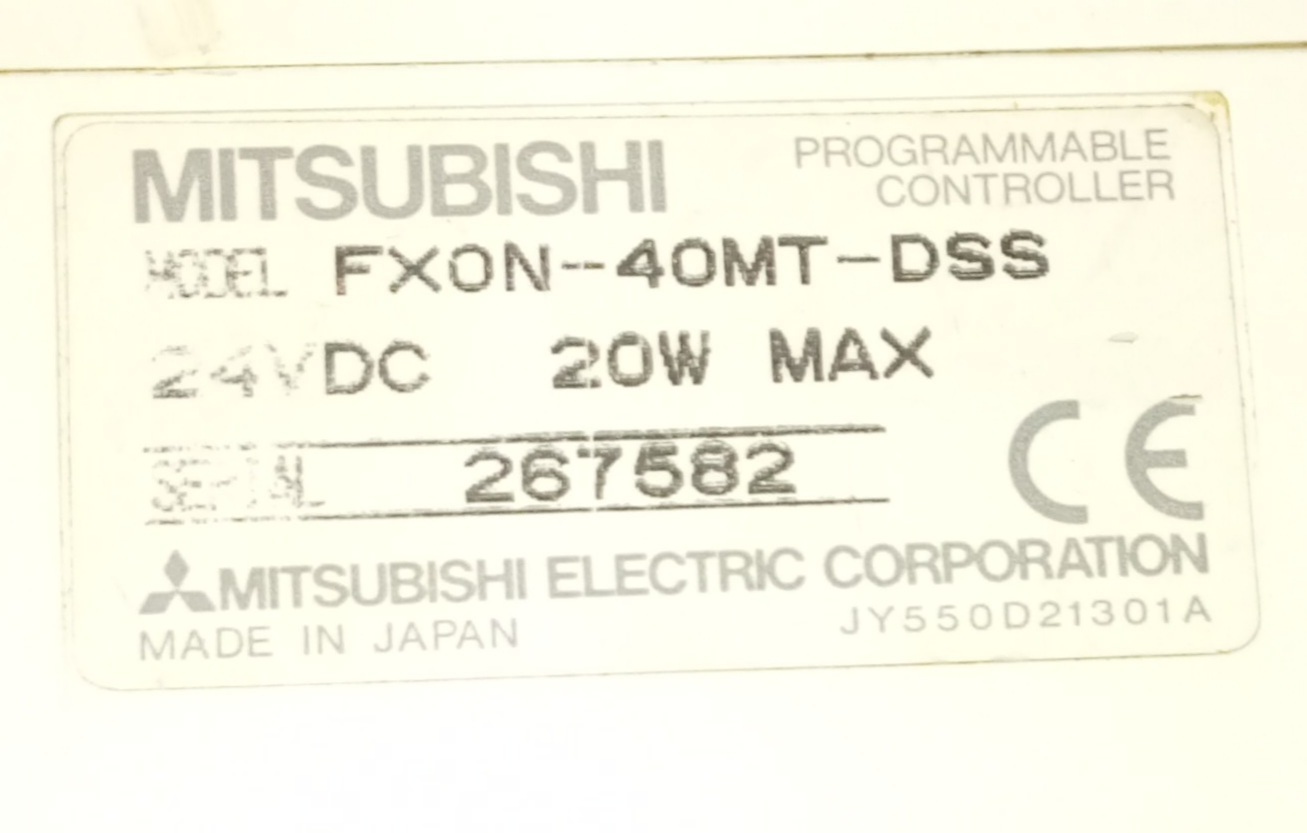 MITSUBISHI
PROGRAMMABLE
CONTROLLER
MODEL FX0N-40MT-DSS
24VDC 20W MAX
SERIAL 267582
CE
MITSUBISHI ELECTRIC CORPORATION
MADE IN JAPAN
JY550D21301A